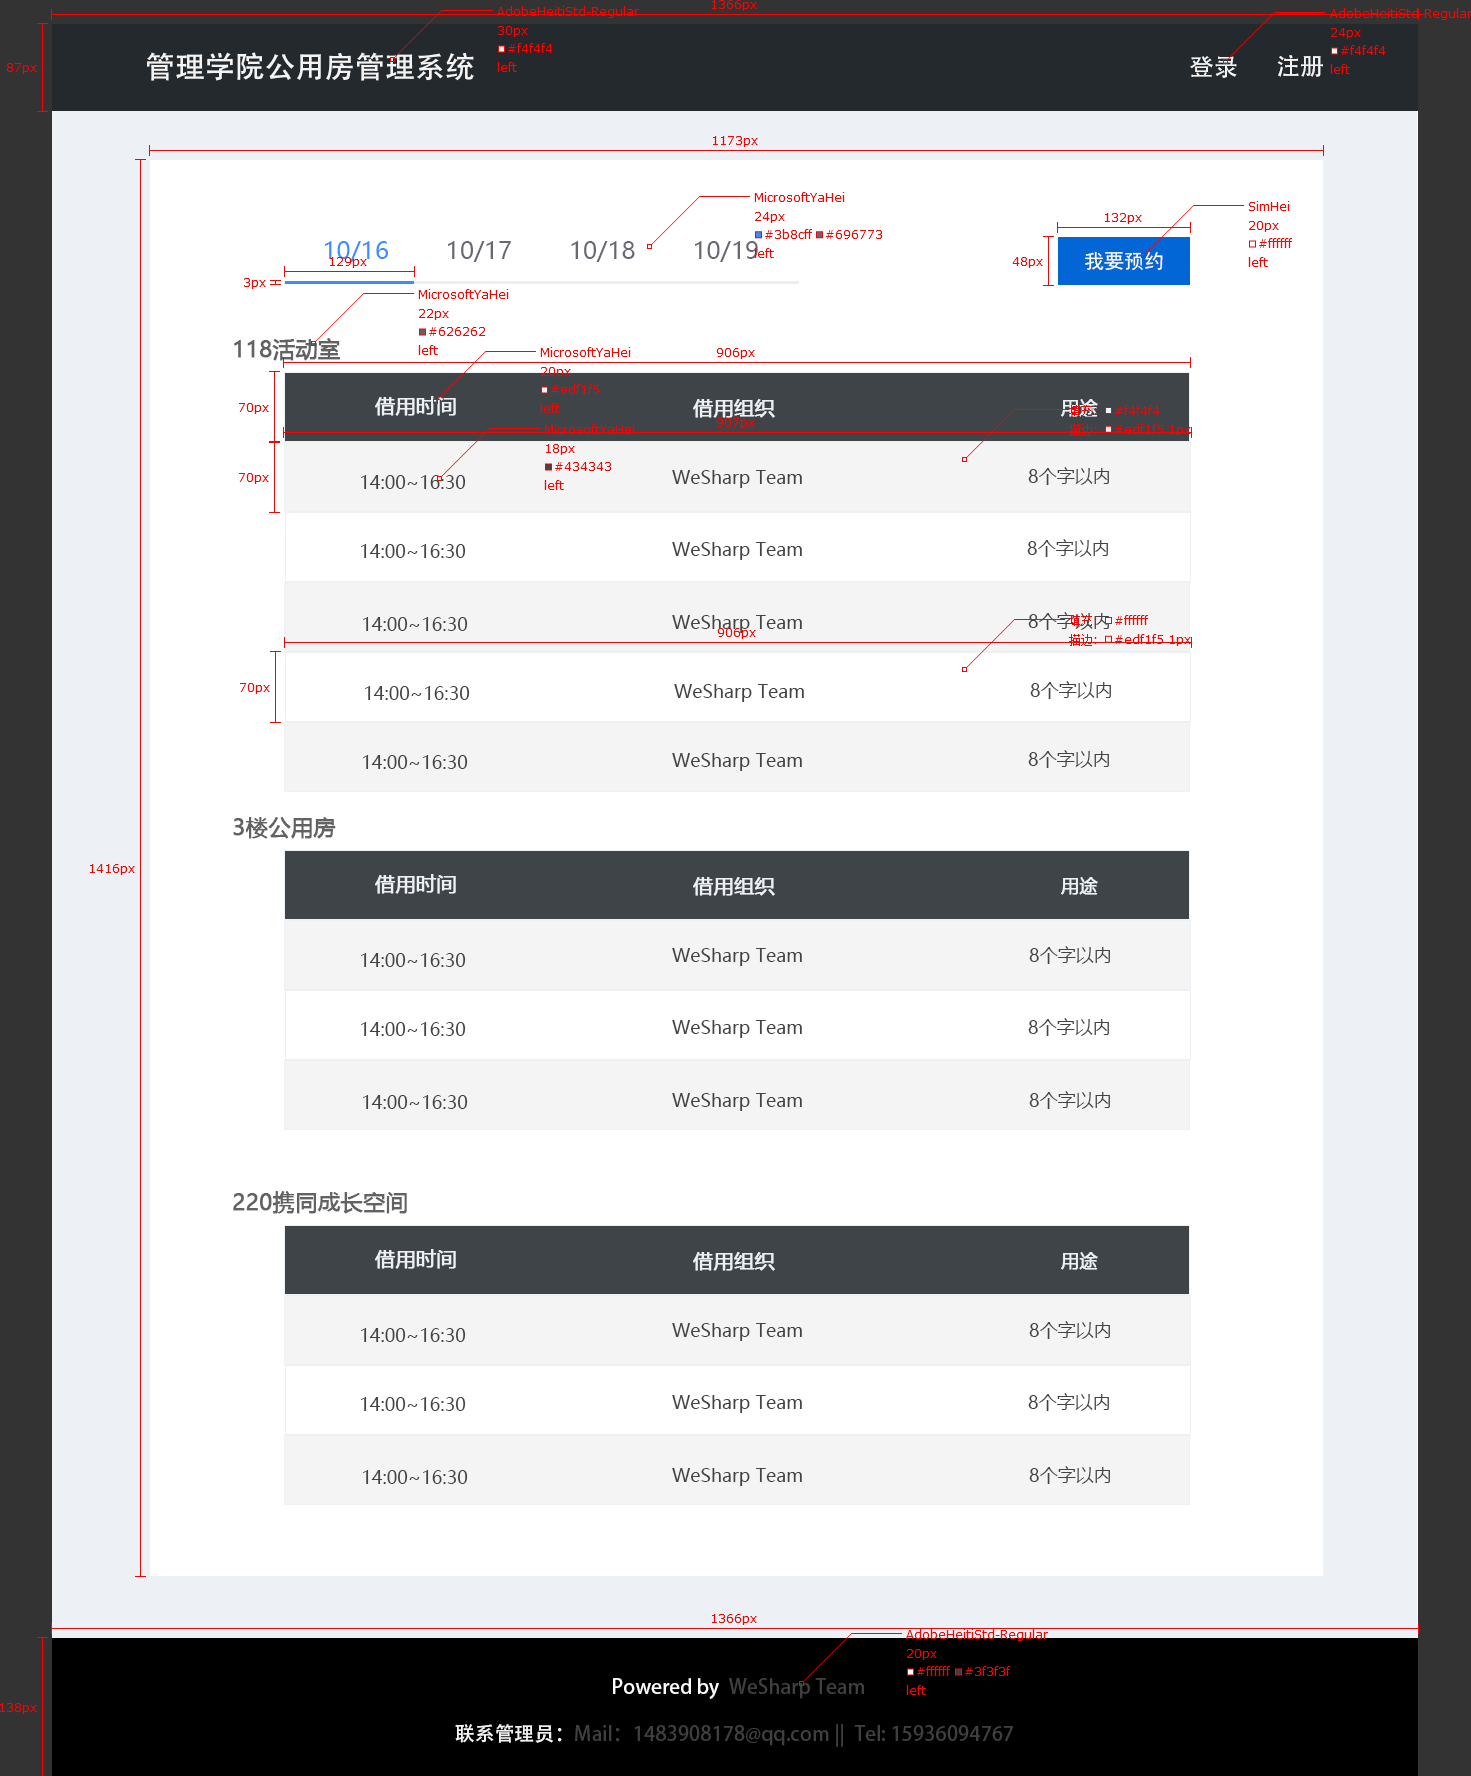 1366px
AdobeHeitiStd-Regular
30px
#f4f4f4
left
AdobeHeitiStd-Regular
24px
#f4f4f4
left
87px
管理学院公用房管理系统
登录
注册
1173px
MicrosoftYaHei
24px
#3b8cff #696773
left
SimHei
20px
#ffffff
left
132px
10/16
10/17
10/18
10/19
48px
我要预约
129px
3px
MicrosoftYaHei
22px
#626262
left
118活动室
MicrosoftYaHei
20px
#edf1f5
left
906px
70px
借用时间
借用组织
用途
#f4f4f4
描边: #edf1f5 1px
907px
MicrosoftYaHei
18px
#434343
left
70px
14:00~16:30
WeSharp Team
8个字以内
14:00~16:30
WeSharp Team
8个字以内
14:00~16:30
WeSharp Team
8个字以内
906px
#ffffff
描边: #edf1f5 1px
70px
14:00~16:30
WeSharp Team
8个字以内
14:00~16:30
WeSharp Team
8个字以内
3楼公用房
1416px
借用时间
借用组织
用途
14:00~16:30
WeSharp Team
8个字以内
14:00~16:30
WeSharp Team
8个字以内
14:00~16:30
WeSharp Team
8个字以内
220携同成长空间
借用时间
借用组织
用途
14:00~16:30
WeSharp Team
8个字以内
14:00~16:30
WeSharp Team
8个字以内
14:00~16:30
WeSharp Team
8个字以内
1366px
AdobeHeitiStd-Regular
20px
#ffffff #3f3f3f
left
138px
Powered by WeSharp Team
联系管理员：Mail：1483908178@qq.com || Tel: 15936094767